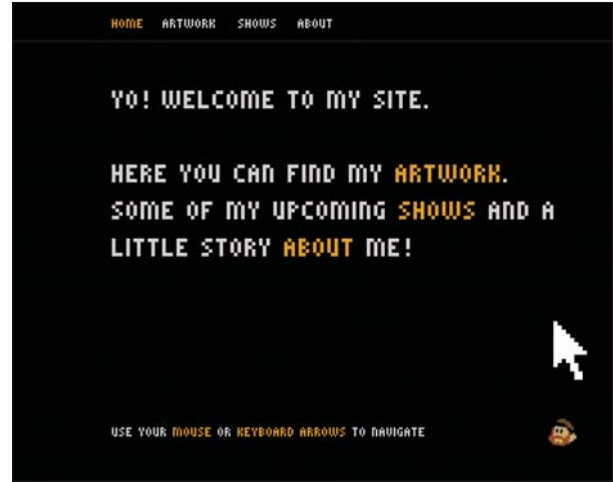 HOME ARTWORK SHOWS ABOUT
YO! WELCOME TO MY SITE.
HERE YOU CAN FIND MY ARTWORK.
SOME OF MY UPCOMING SHOWS AND A
LITTLE STORY ABOUT ME!
USE YOUR MOUSE OR KEYBOARD ARROWS TO NAVIGATE